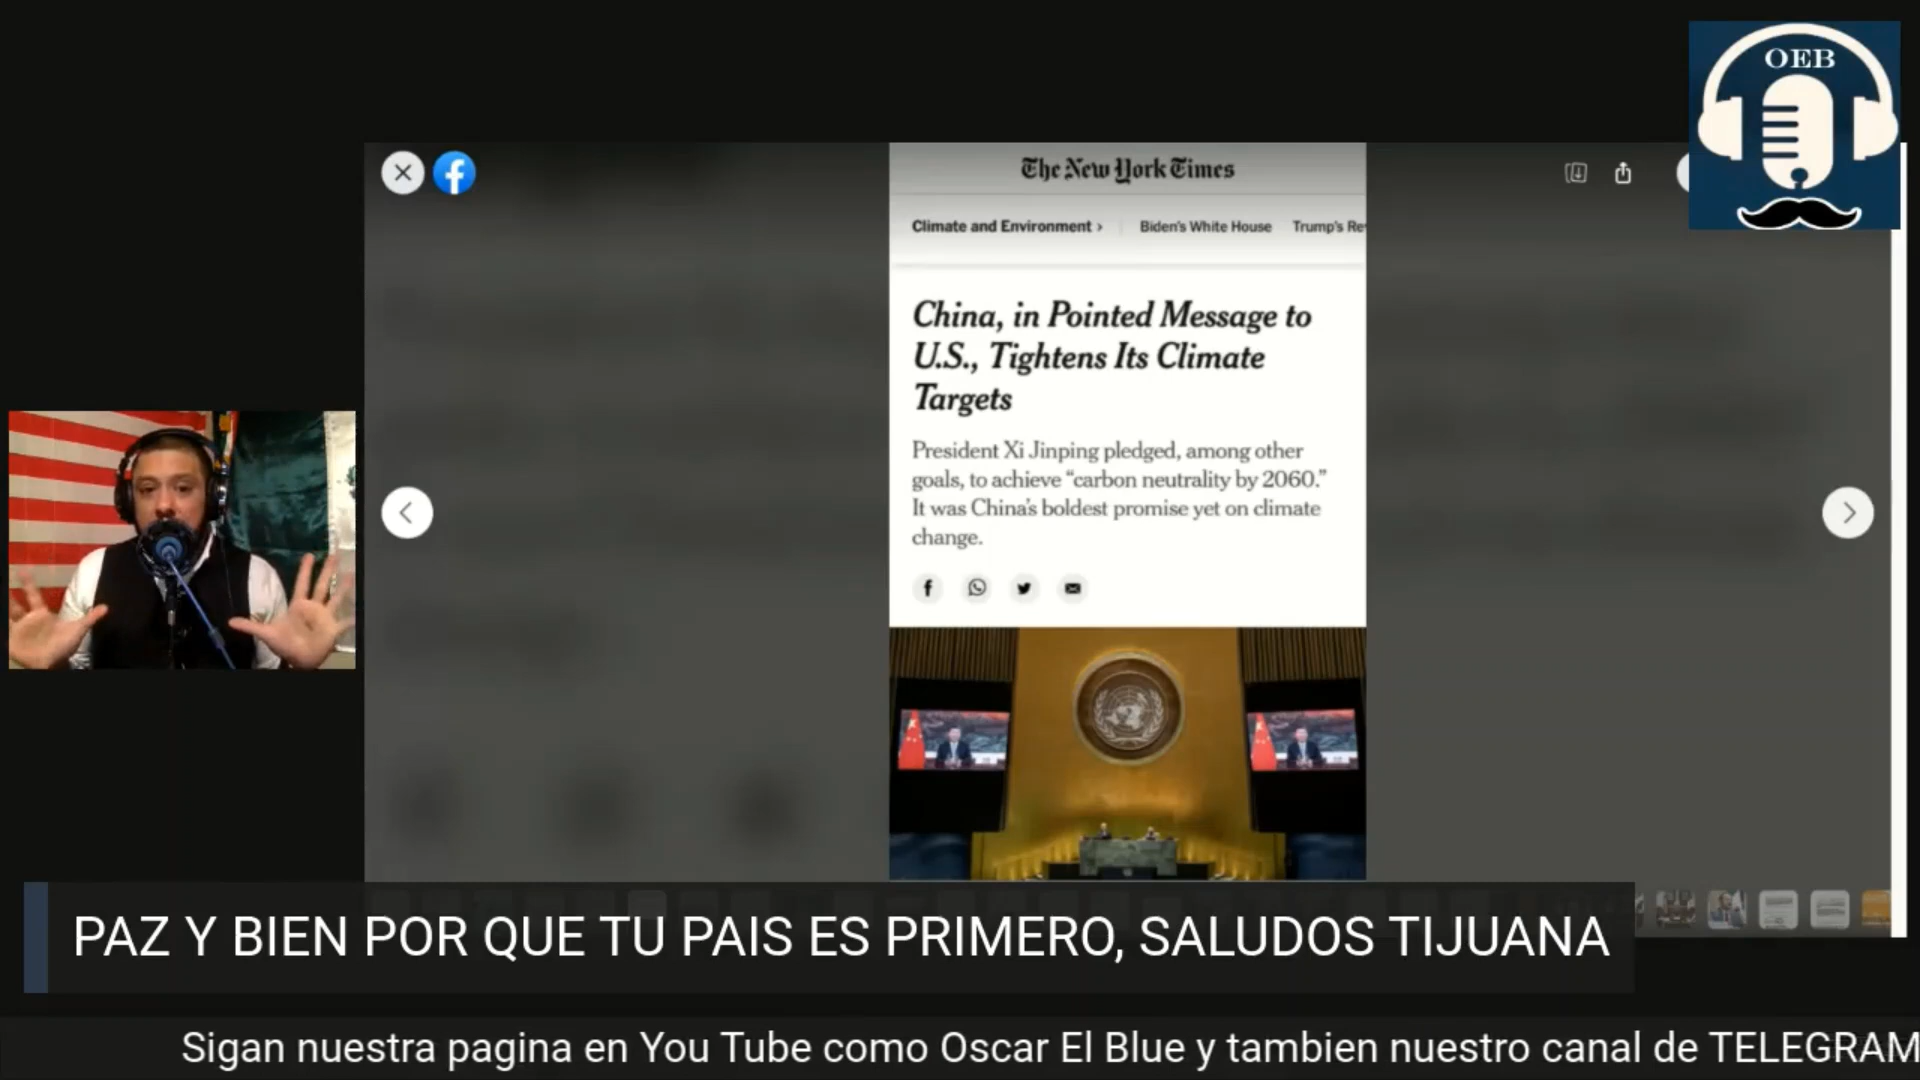 OEB
The New York Times
Climate and Environment › Biden's White House Trump's Re
China, in Pointed Message to
U.S., Tightens Its Climate
Targets
President Xi Jinping pledged, among other
goals, to achieve “carbon neutrality by 2060.”
It was China's boldest promise yet on climate
change.
PAZ Y BIEN POR QUE TU PAIS ES PRIMERO, SALUDOS TIJUANA
Sigan nuestra pagina en You Tube como Oscar El Blue y tambien nuestro canal de TELEGRAM